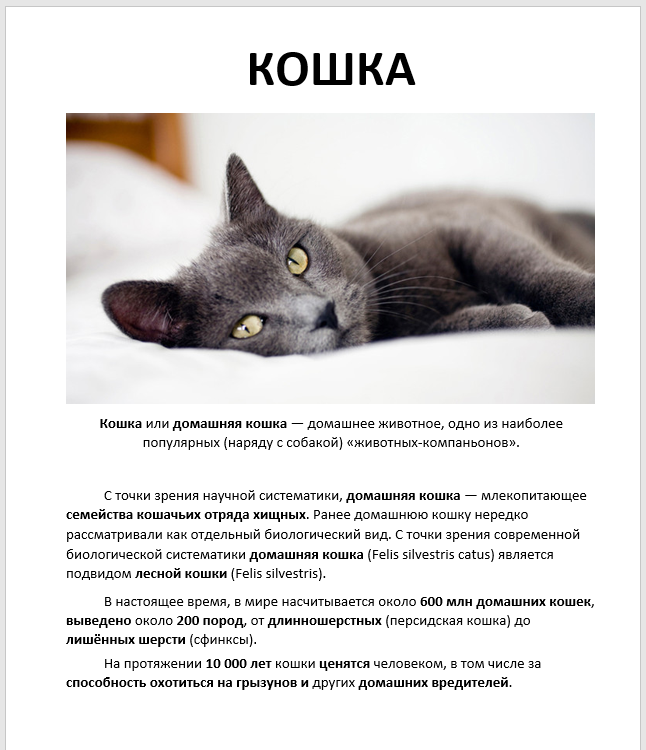 КОШКА
Кошка или домашняя кошка — домашнее животное, одно из наиболее
популярных (наряду с собакой) «животных-компаньонов».
С точки зрения научной систематики, домашняя кошка — млекопитающее
семейства кошачьих отряда хищных. Ранее домашнюю кошку нередко
рассматривали как отдельный биологический вид. С точки зрения современной
биологической систематики домашняя кошка (Felis silvestris catus) является
подвидом лесной кошки (Felis silvestris).
В настоящее время, в мире насчитывается около 600 млн домашних кошек,
выведено около 200 пород, от длинношерстных (персидская кошка) до
лишённых шерсти (сфинксы).
На протяжении 10 000 лет кошки ценятся человеком, в том числе за
способность охотиться на грызунов и других домашних вредителей.